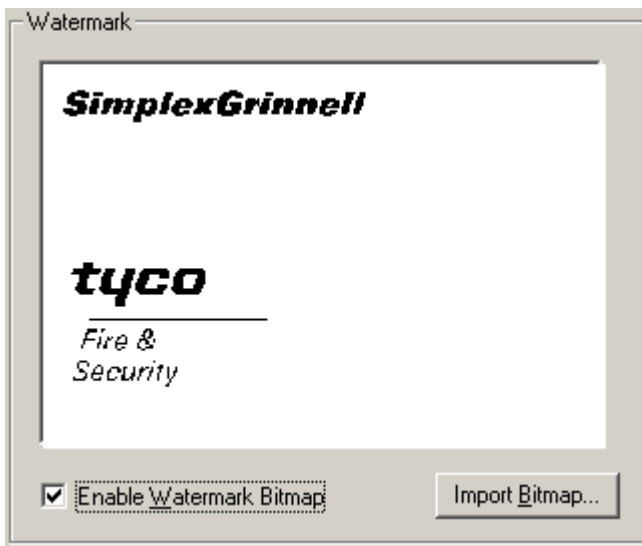 Watermark
SimplexGrinnell
tyco
Fire &
Security
Enable Watermark Bitmap
Import Bitmap...